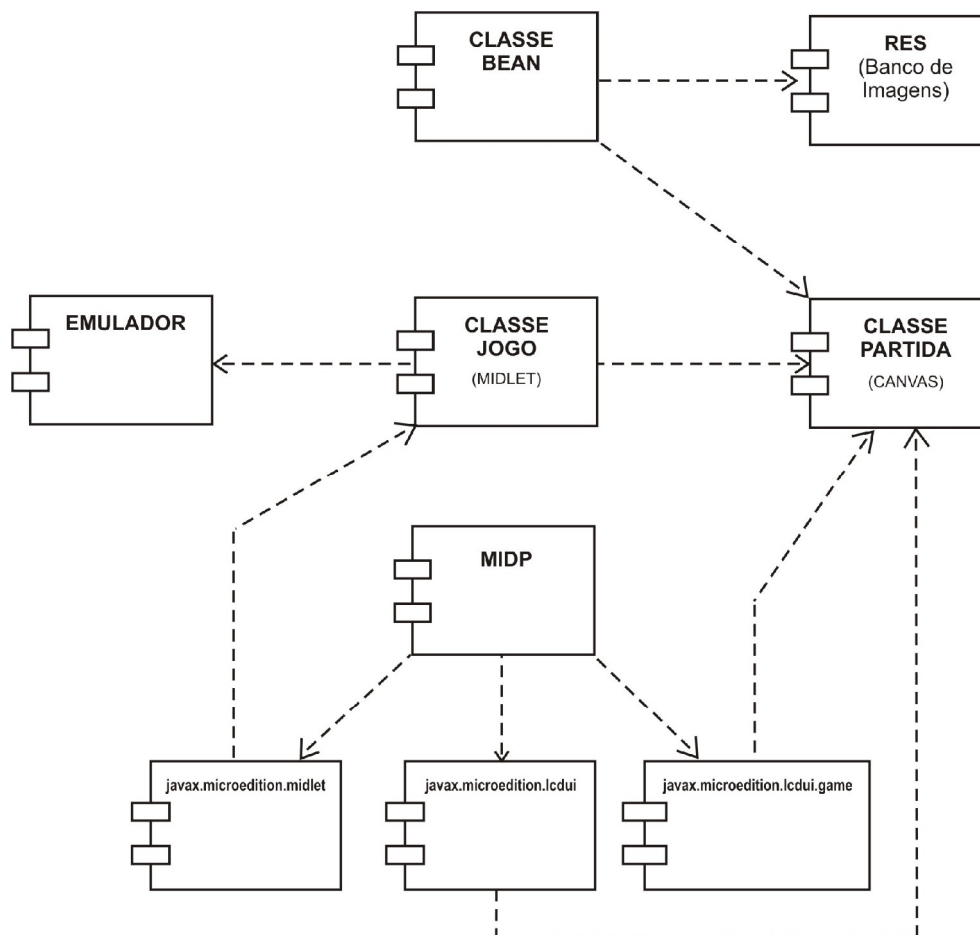 CLASSE
BEAN
RES
(Banco de
Imagens)
EMULADOR
CLASSE
JOGO
(MIDLET)
CLASSE
PARTIDA
(CANVAS)
MIDP
javax.microedition.midlet
javax.microedition.lcdui
javax.microedition.lcdui.game